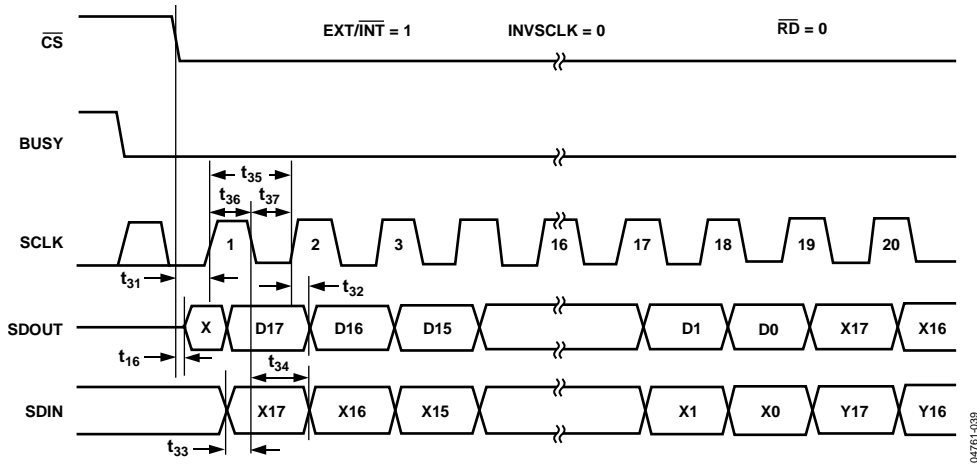 EXT/INT = 1 INVSCLK = 0 RD = 0
CS
BUSY
t35
t36 t37
SCLK 1 2 3 16 17 18 19 20
t31 t32
SDOUT X D17 D16 D15 D1 D0 X17 X16
t16 t34
SDIN X17 X16 X15 X1 X0 Y17 Y16
t33
04761-039